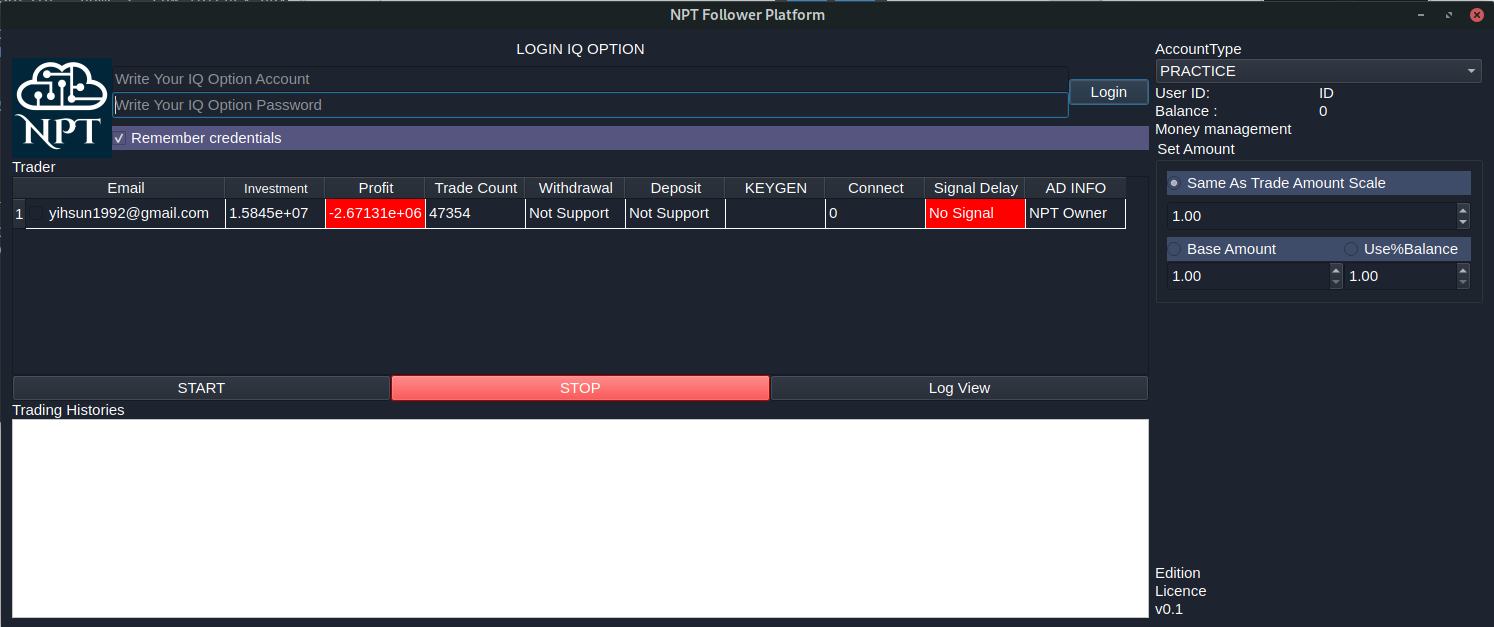 NPT Follower Platform
LOGIN IQ OPTION
AccountType
Write Your IQ Option Account
PRACTICE
Login
User ID: ID
Write Your IQ Option Password
Balance : 0
NPT
Remember credentials
Money management
Set Amount
Trader
Email Investment Profit Trade Count Withdrawal Deposit KEYGEN Connect Signal Delay AD INFO
1 yihsun1992@gmail.com 1.5845e+07 -2.67131e+06 47354 Not Support Not Support 0 No Signal NPT Owner
Same As Trade Amount Scale
1.00
Base Amount Use%Balance
1.00 1.00
START STOP Log View
Trading Histories
Edition
Licence
v0.1